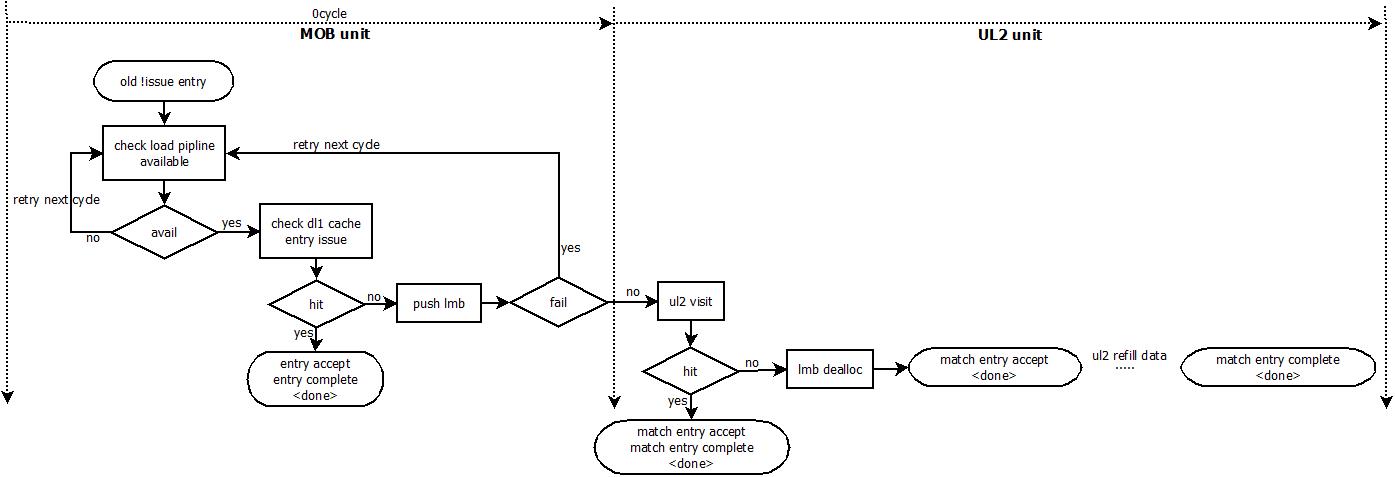 0cycle
MOB unit
UL2 unit
old !issue entry
check load pipline
available
retry next cycle
retry next cycle
avail
no
yes
check dl1 cache
entry issue
hit
no
yes
push lmb
fail
yes
no
entry accept
entry complete
<done>
ul2 visit
hit
no
yes
lmb dealloc
match entry accept
<done>
ul2 refill data
.....
match entry complete
<done>
match entry accept
match entry complete
<done>